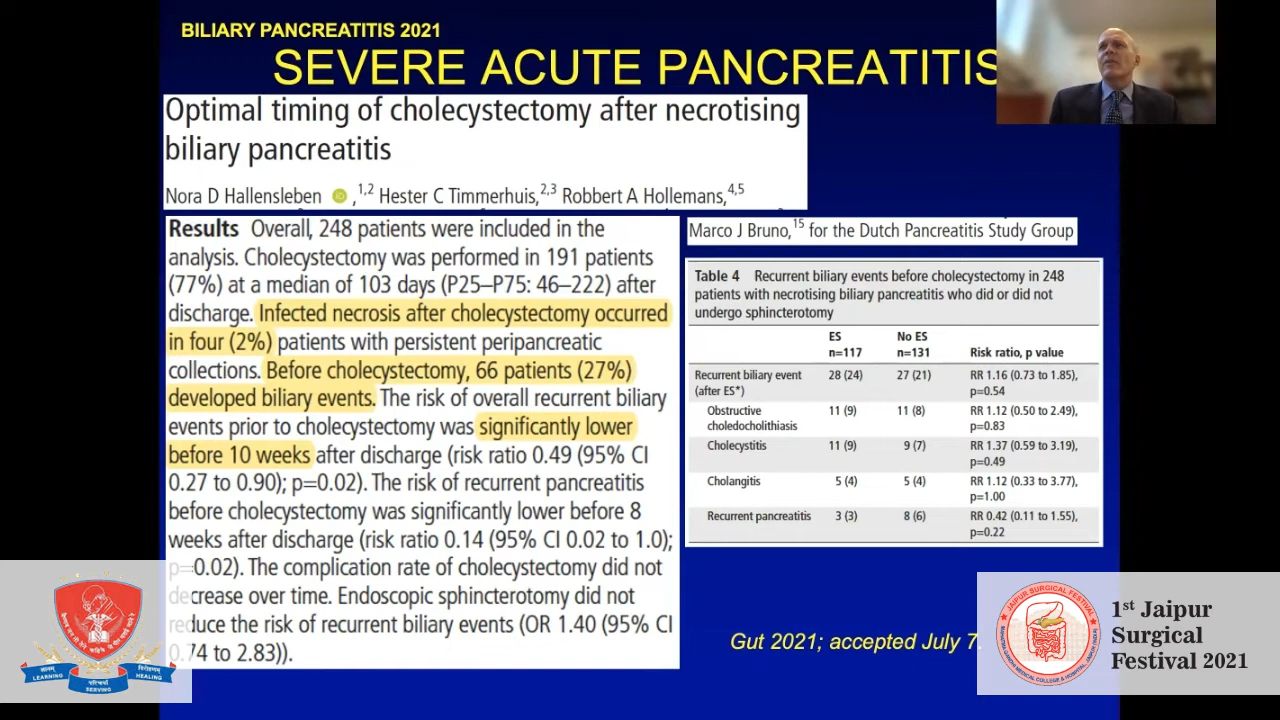 BILIARY PANCREATITIS 2021
SEVERE ACUTE PANCREATITIS
Optimal timing of cholecystectomy after necrotising
biliary pancreatitis
Nora D Hallensleben ,1,2 Hester C Timmerhuis,2,3 Robbert A Hollemans,4,5
Marco J Bruno,15 for the Dutch Pancreatitis Study Group
Results Overall, 248 patients were included in the
analysis. Cholecystectomy was performed in 191 patients
(77%) at a median of 103 days (P25–P75: 46–222) after
discharge. Infected necrosis after cholecystectomy occurred
in four (2%) patients with persistent peripancreatic
collections. Before cholecystectomy, 66 patients (27%)
developed biliary events. The risk of overall recurrent biliary
events prior to cholecystectomy was significantly lower
before 10 weeks after discharge (risk ratio 0.49 (95% CI
0.27 to 0.90); p=0.02). The risk of recurrent pancreatitis
before cholecystectomy was significantly lower before 8
weeks after discharge (risk ratio 0.14 (95% CI 0.02 to 1.0);
p=0.02). The complication rate of cholecystectomy did not
decrease over time. Endoscopic sphincterotomy did not
reduce the risk of recurrent biliary events (OR 1.40 (95% CI
0.74 to 2.83)).
Table 4 Recurrent biliary events before cholecystectomy in 248
patients with necrotising biliary pancreatitis who did or did not
undergo sphincterotomy
ES No ES
n=117 n=131 Risk ratio, p value
Recurrent biliary event 28 (24) 27 (21) RR 1.16 (0.73 to 1.85),
(after ES*) p=0.54
Obstructive 11 (9) 11 (8) RR 1.12 (0.50 to 2.49),
choledocholithiasis p=0.83
Cholecystitis 11 (9) 9 (7) RR 1.37 (0.59 to 3.19),
p=0.49
Cholangitis 5 (4) 5 (4) RR 1.12 (0.33 to 3.77),
p=1.00
Recurrent pancreatitis 3 (3) 8 (6) RR 0.42 (0.11 to 1.55),
p=0.22
Gut 2021; accepted July 7.
LEARNING
SERVING
HEALING
JAIPUR SURGICAL FESTIVAL
1st Jaipur
Surgical
Festival 2021